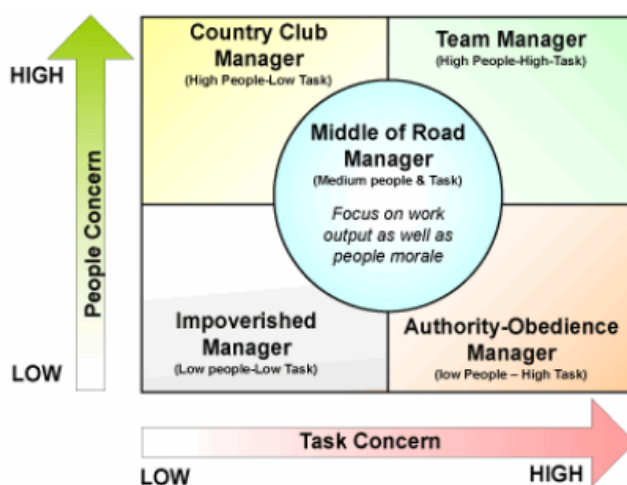 HIGH
People Concern
LOW
Country Club
Manager
(High People-Low Task)
Team Manager
(High People-High-Task)
Middle of Road
Manager
(Medium people & Task)
Focus on work
output as well as
people morale
Impoverished
Manager
(Low people-Low Task)
Authority-Obedience
Manager
(low People – High Task)
Task Concern
LOW
HIGH